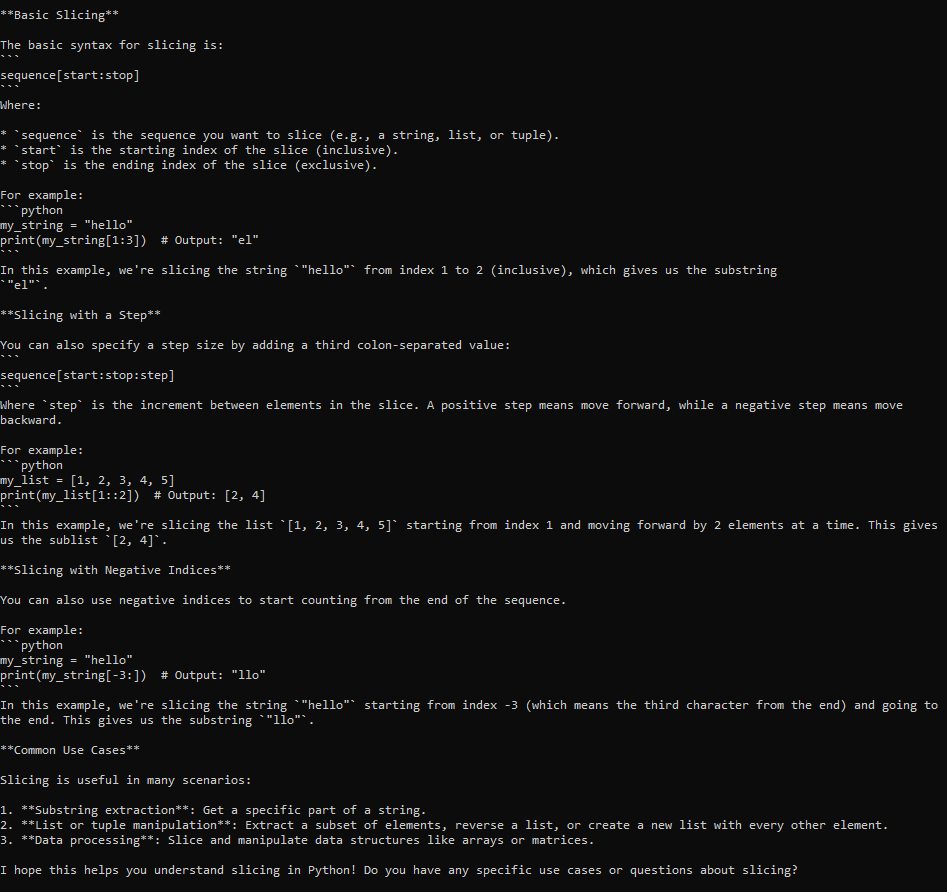 **Basic Slicing**
The basic syntax for slicing is:
```
sequence[start:stop]
```
Where:
* `sequence` is the sequence you want to slice (e.g., a string, list, or tuple).
* `start` is the starting index of the slice (inclusive).
* `stop` is the ending index of the slice (exclusive).
For example:
```python
my_string = "hello"
print(my_string[1:3])  # Output: "el"
```
In this example, we're slicing the string `"hello"` from index 1 to 2 (inclusive), which gives us the substring
`"el"`.
**Slicing with a Step**
You can also specify a step size by adding a third colon-separated value:
```
sequence[start:stop:step]
```
Where `step` is the increment between elements in the slice. A positive step means move forward, while a negative step means move
backward.
For example:
```python
my_list = [1, 2, 3, 4, 5]
print(my_list[1::2])  # Output: [2, 4]
```
In this example, we're slicing the list `[1, 2, 3, 4, 5]` starting from index 1 and moving forward by 2 elements at a time. This gives
us the sublist `[2, 4]`.
**Slicing with Negative Indices**
You can also use negative indices to start counting from the end of the sequence.
For example:
```python
my_string = "hello"
print(my_string[-3:])  # Output: "llo"
```
In this example, we're slicing the string `"hello"` starting from index -3 (which means the third character from the end) and going to
the end. This gives us the substring `"llo"`.
**Common Use Cases**
Slicing is useful in many scenarios:
1. **Substring extraction**: Get a specific part of a string.
2. **List or tuple manipulation**: Extract a subset of elements, reverse a list, or create a new list with every other element.
3. **Data processing**: Slice and manipulate data structures like arrays or matrices.
I hope this helps you understand slicing in Python! Do you have any specific use cases or questions about slicing?